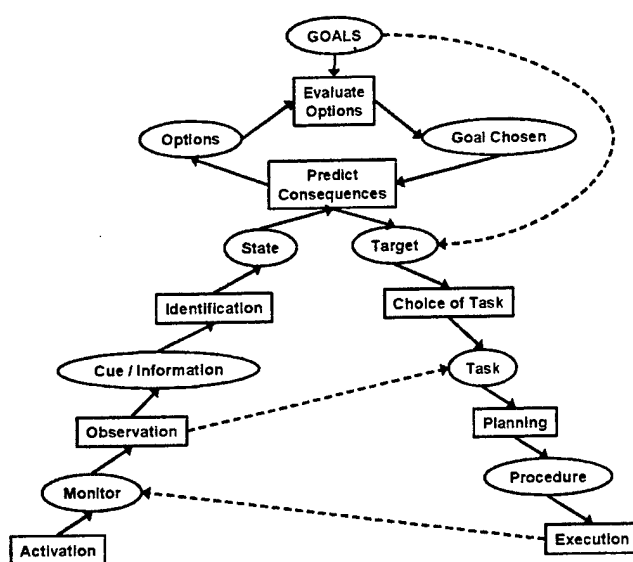 GOALS
Evaluate
Options
Options
Goal Chosen
Predict
Consequences
State
Target
Identification
Choice of Task
Cue / Information
Task
Observation
Planning
Monitor
Procedure
Activation
Execution